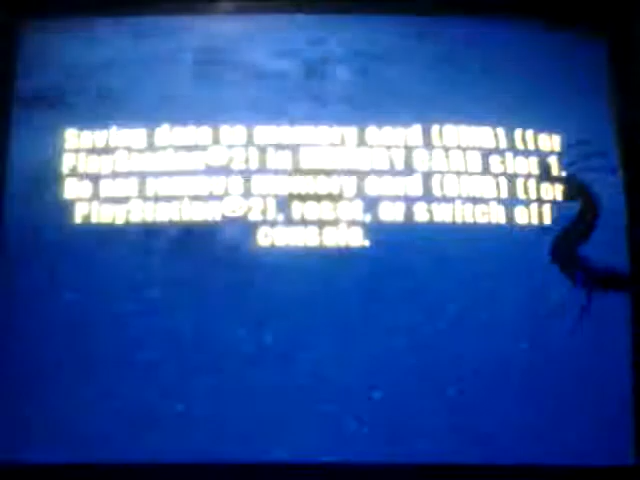 Saving data to memory card (8MB) (for
PlayStation®2) in MEMORY CARD slot 1.
Do not remove memory card (8MB) (for
PlayStation®2), reset, or switch off
console.